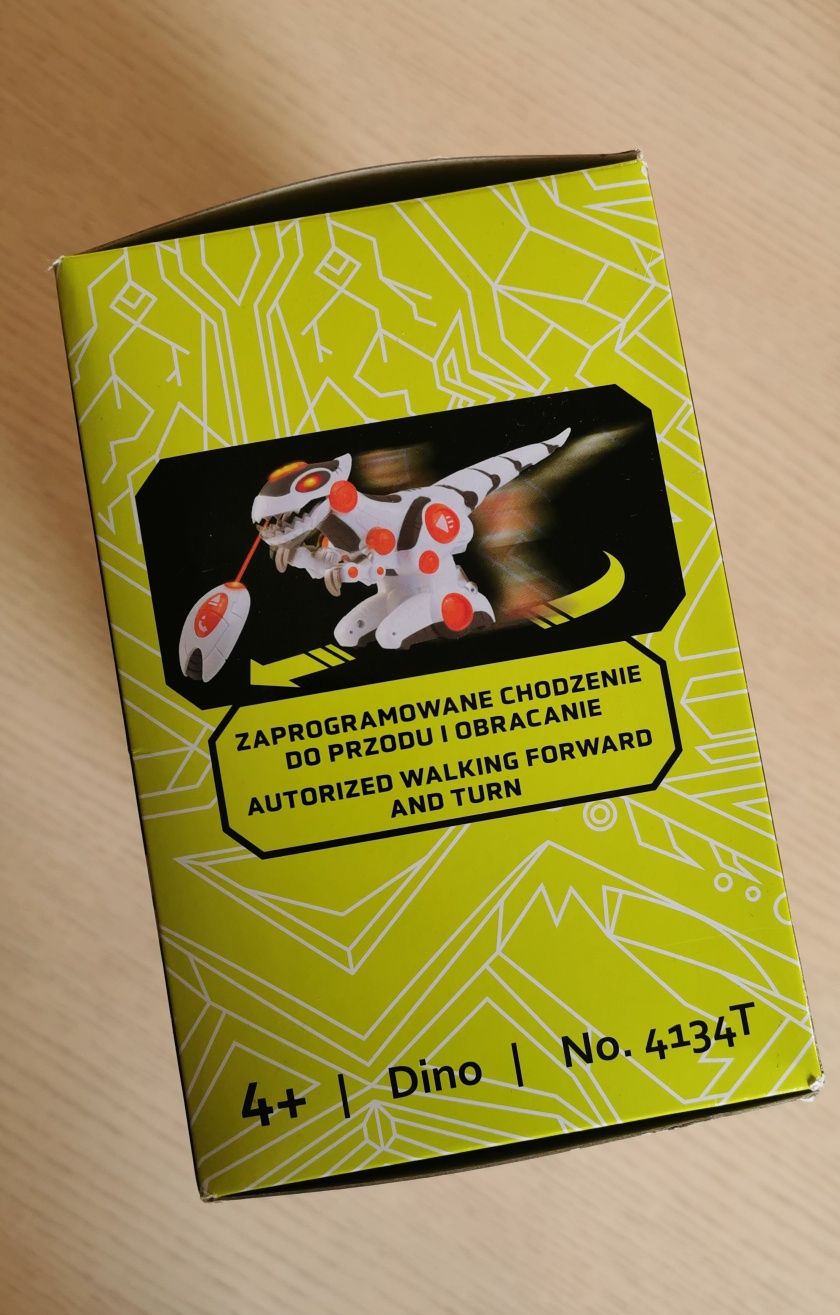 ZAPROGRAMOWANE CHODZENIE
DO PRZODU I OBRACANIE
AUTORIZED WALKING FORWARD
AND TURN
4+ | Dino | No. 4134T